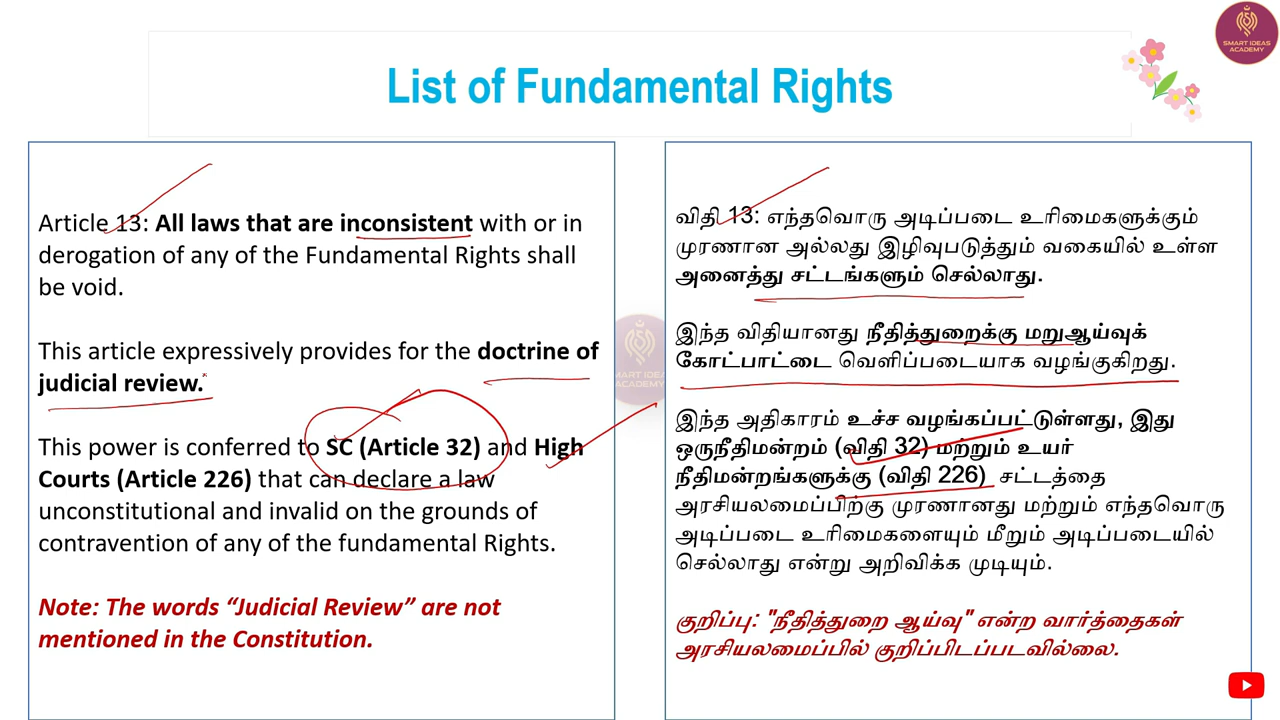 SMART IDEAS
ACADEMY
List of Fundamental Rights
Article 13: All laws that are inconsistent with or in
derogation of any of the Fundamental Rights shall
be void.
This article expressively provides for the doctrine of
judicial review.
This power is conferred to SC (Article 32) and High
Courts (Article 226) that can declare a law
unconstitutional and invalid on the grounds of
contravention of any of the fundamental Rights.
Note: The words “Judicial Review” are not
mentioned in the Constitution.
விதி 13: எந்தவொரு அடிப்படை உரிமைகளுக்கும்
முரணான அல்லது இழிவுபடுத்தும் வகையில் உள்ள
அனைத்து சட்டங்களும் செல்லாது.
இந்த விதியானது நீதித்துறைக்கு மறுஆய்வுக்
கோட்பாட்டை வெளிப்படையாக வழங்குகிறது.
இந்த அதிகாரம் உச்ச வழங்கப்பட்டுள்ளது, இது
ஒருநீதிமன்றம் (விதி 32) மற்றும் உயர்
நீதிமன்றங்களுக்கு (விதி 226) சட்டத்தை
அரசியலமைப்பிற்கு முரணானது மற்றும் எந்தவொரு
அடிப்படை உரிமைகளையும் மீறும் அடிப்படையில்
செல்லாது என்று அறிவிக்க முடியும்.
குறிப்பு: "நீதித்துறை ஆய்வு" என்ற வார்த்தைகள்
அரசியலமைப்பில் குறிப்பிடப்படவில்லை.
MART IDEA
ACADEMY